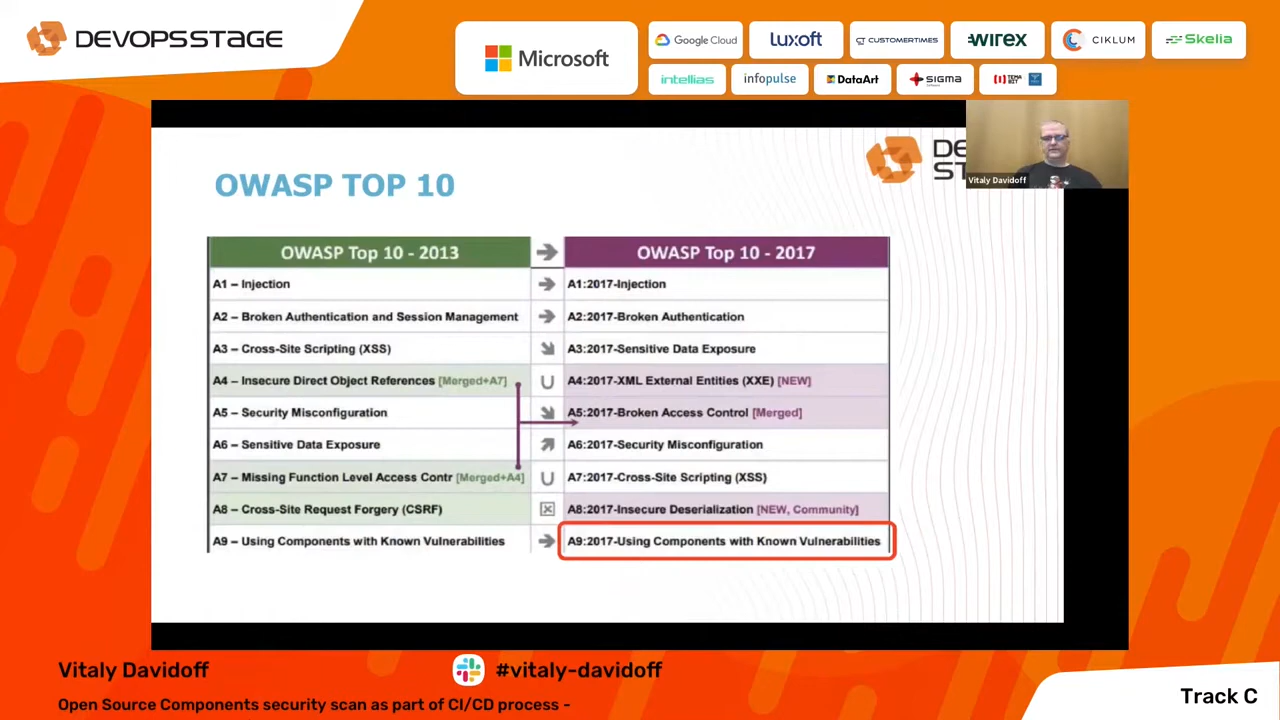 DEVOPSSTAGE
Microsoft
Google Cloud
Luxoft
CUSTOMERTIMES
WIREX
CIKLUM
Skelia
intellias
infopulse
DataArt
SIGMA
Software
TEMA
BIT
DE
ST
Vitaly Davidoff
OWASP TOP 10
OWASP Top 10 - 2013
OWASP Top 10 - 2017
A1 – Injection
A1:2017-Injection
A2 – Broken Authentication and Session Management
A2:2017-Broken Authentication
A3 – Cross-Site Scripting (XSS)
A3:2017-Sensitive Data Exposure
A4 – Insecure Direct Object References [Merged+A7]
A4:2017-XML External Entities (XXE) [NEW]
A5 – Security Misconfiguration
A5:2017-Broken Access Control [Merged]
A6 – Sensitive Data Exposure
A6:2017-Security Misconfiguration
A7 – Missing Function Level Access Contr [Merged+A4]
A7:2017-Cross-Site Scripting (XSS)
A8 – Cross-Site Request Forgery (CSRF)
A8:2017-Insecure Deserialization [NEW, Community]
A9 – Using Components with Known Vulnerabilities
A9:2017-Using Components with Known Vulnerabilities
Vitaly Davidoff
#vitaly-davidoff
Open Source Components security scan as part of CI/CD process -
Track C